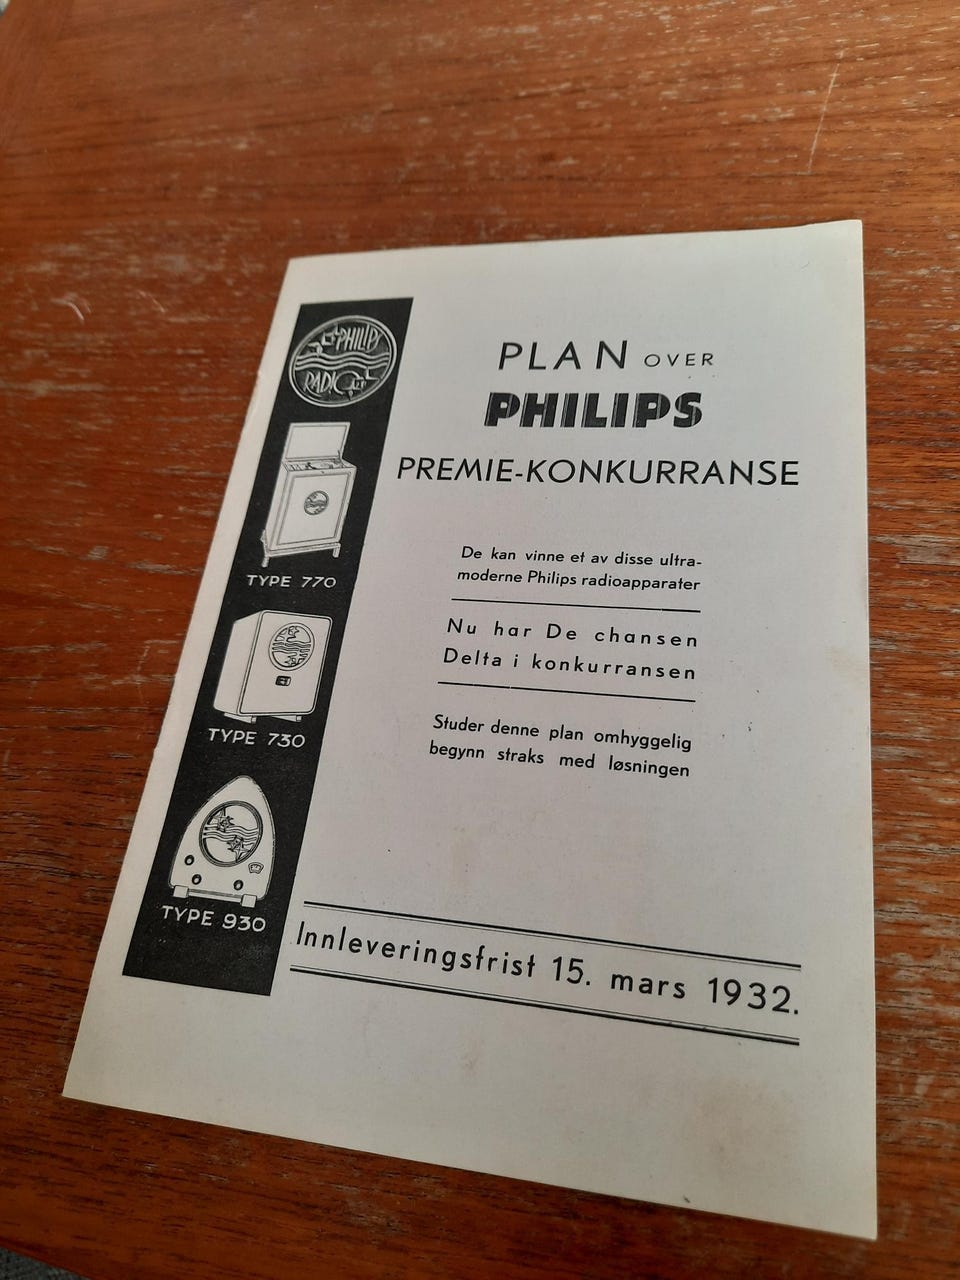 PHILIPS
RADIO
TYPE 770
TYPE 730
TYPE 930
PLAN OVER
PHILIPS
PREMIE-KONKURRANSE
De kan vinne et av disse ultra-
moderne Philips radioapparater
Nu har De chansen
Delta i konkurransen
Studer denne plan omhyggelig
begynn straks med løsningen
Innleveringsfrist 15. mars 1932.